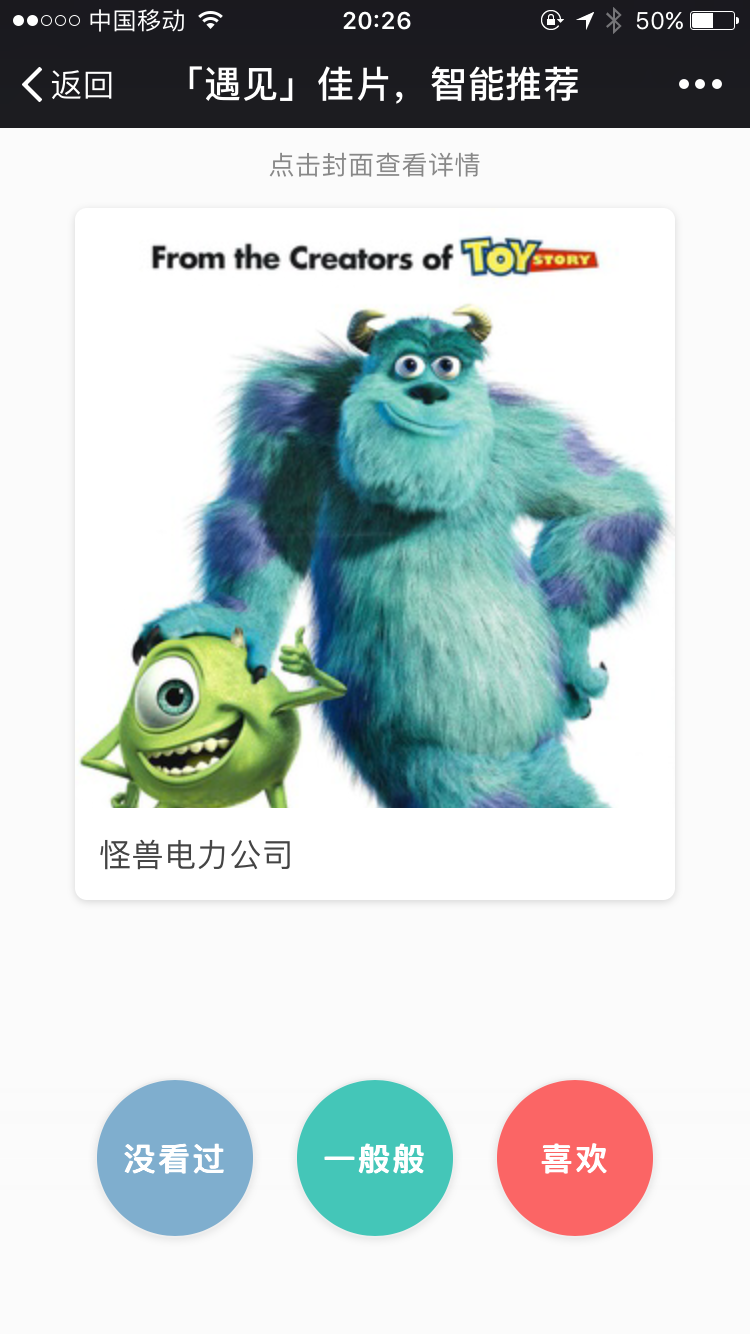 中国移动 20:26 50%
返回 「遇见」佳片，智能推荐
点击封面查看详情
From the Creators of TOY STORY
怪兽电力公司
没看过 一般般 喜欢